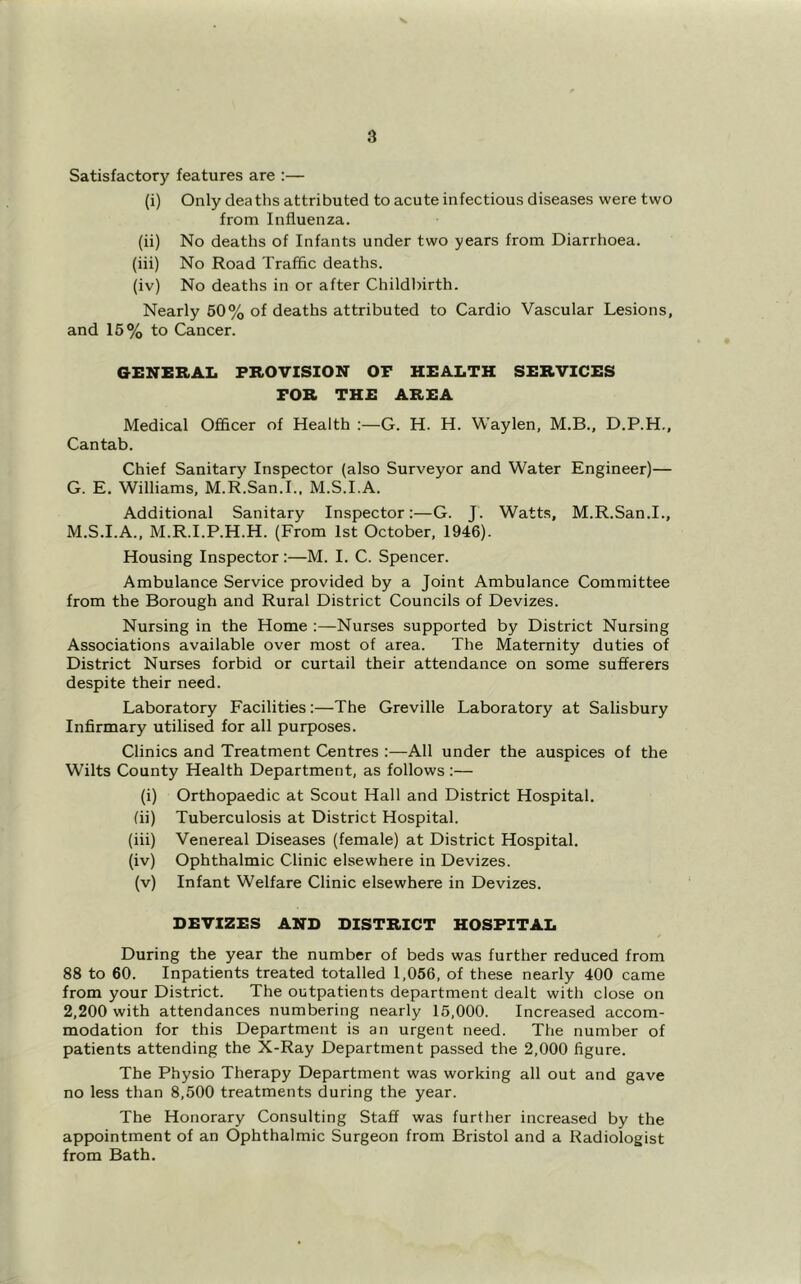 3
Satisfactory features are :—
(i) Only deaths attributed to acute infectious diseases were two
from Influenza.
(ii) No deaths of Infants under two years from Diarrhoea.
(iii) No Road Traffic deaths.
(iv) No deaths in or after Childbirth.
Nearly 50% of deaths attributed to Cardio Vascular Lesions,
and 15% to Cancer.
GENERAL PROVISION OF HEALTH SERVICES
FOR THE AREA
Medical Officer of Health :—G. H. H. Waylen, M.B., D.P.H.,
Cantab.
Chief Sanitary Inspector (also Surveyor and Water Engineer)—
G. E. Williams, M.R.San.I., M.S.I.A.
Additional Sanitary Inspector:—G. J. Watts, M.R.San.I.,
M.S.I.A., M.R.I.P.H.H. (From 1st October, 1946).
Housing Inspector:—M. I. C. Spencer.
Ambulance Service provided by a Joint Ambulance Committee
from the Borough and Rural District Councils of Devizes.
Nursing in the Home :—Nurses supported by District Nursing
Associations available over most of area. The Maternity duties of
District Nurses forbid or curtail their attendance on some sufferers
despite their need.
Laboratory Facilities:—The Greville Laboratory at Salisbury
Infirmary utilised for all purposes.
Clinics and Treatment Centres :—All under the auspices of the
Wilts County Health Department, as follows :—
(i) Orthopaedic at Scout Hall and District Hospital.
(ii) Tuberculosis at District Hospital.
(iii) Venereal Diseases (female) at District Hospital.
(iv) Ophthalmic Clinic elsewhere in Devizes.
(v) Infant Welfare Clinic elsewhere in Devizes.
DEVIZES AND DISTRICT HOSPITAL
During the year the number of beds was further reduced from
88 to 60. Inpatients treated totalled 1,056, of these nearly 400 came
from your District. The outpatients department dealt with close on
2,200 with attendances numbering nearly 15,000. Increased accom-
modation for this Department is an urgent need. The number of
patients attending the X-Ray Department passed the 2,000 figure.
The Physio Therapy Department was working all out and gave
no less than 8,500 treatments during the year.
The Honorary Consulting Staff was further increased by the
appointment of an Ophthalmic Surgeon from Bristol and a Radiologist
from Bath.